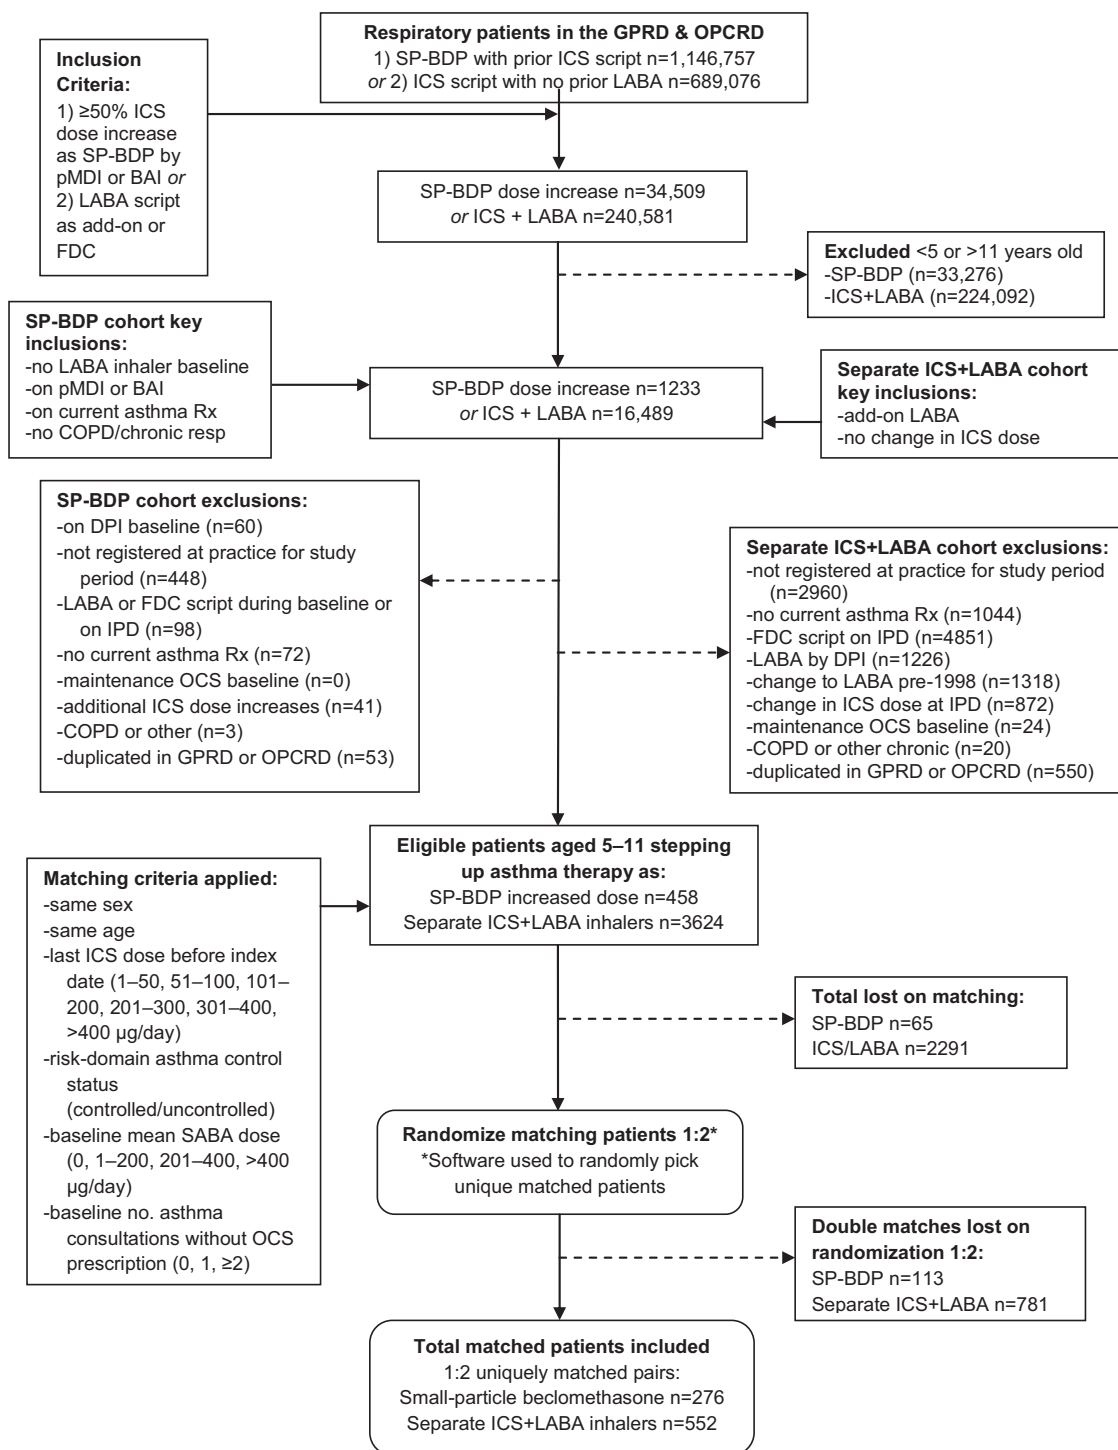 Respiratory patients in the GPRD & OPCRD
1) SP-BDP with prior ICS script n=1,146,757
or 2) ICS script with no prior LABA n=689,076
Inclusion
Criteria:
1) ≥50% ICS
dose increase
as SP-BDP by
pMDI or BAI or
2) LABA script
as add-on or
FDC
SP-BDP dose increase n=34,509
or ICS + LABA n=240,581
Excluded <5 or >11 years old
-SP-BDP (n=33,276)
-ICS+LABA (n=224,092)
SP-BDP cohort key
inclusions:
-no LABA inhaler baseline
-on pMDI or BAI
-on current asthma Rx
-no COPD/chronic resp
SP-BDP dose increase n=1233
or ICS + LABA n=16,489
Separate ICS+LABA cohort
key inclusions:
-add-on LABA
-no change in ICS dose
SP-BDP cohort exclusions:
-on DPI baseline (n=60)
-not registered at practice for study
period (n=448)
-LABA or FDC script during baseline or
on IPD (n=98)
-no current asthma Rx (n=72)
-maintenance OCS baseline (n=0)
-additional ICS dose increases (n=41)
-COPD or other (n=3)
-duplicated in GPRD or OPCRD (n=53)
Separate ICS+LABA cohort exclusions:
-not registered at practice for study period
(n=2960)
-no current asthma Rx (n=1044)
-FDC script on IPD (n=4851)
-LABA by DPI (n=1226)
-change to LABA pre-1998 (n=1318)
-change in ICS dose at IPD (n=872)
-maintenance OCS baseline (n=24)
-COPD or other chronic (n=20)
-duplicated in GPRD or OPCRD (n=550)
Eligible patients aged 5–11 stepping
up asthma therapy as:
SP-BDP increased dose n=458
Separate ICS+LABA inhalers n=3624
Matching criteria applied:
-same sex
-same age
-last ICS dose before index
date (1–50, 51–100, 101–
200, 201–300, 301–400,
>400 µg/day)
-risk-domain asthma control
status
(controlled/uncontrolled)
-baseline mean SABA dose
(0, 1–200, 201–400, >400
µg/day)
-baseline no. asthma
consultations without OCS
prescription (0, 1, ≥2)
Total lost on matching:
SP-BDP n=65
ICS/LABA n=2291
Randomize matching patients 1:2*
*Software used to randomly pick
unique matched patients
Double matches lost on
randomization 1:2:
SP-BDP n=113
Separate ICS+LABA n=781
Total matched patients included
1:2 uniquely matched pairs:
Small-particle beclomethasone n=276
Separate ICS+LABA inhalers n=552